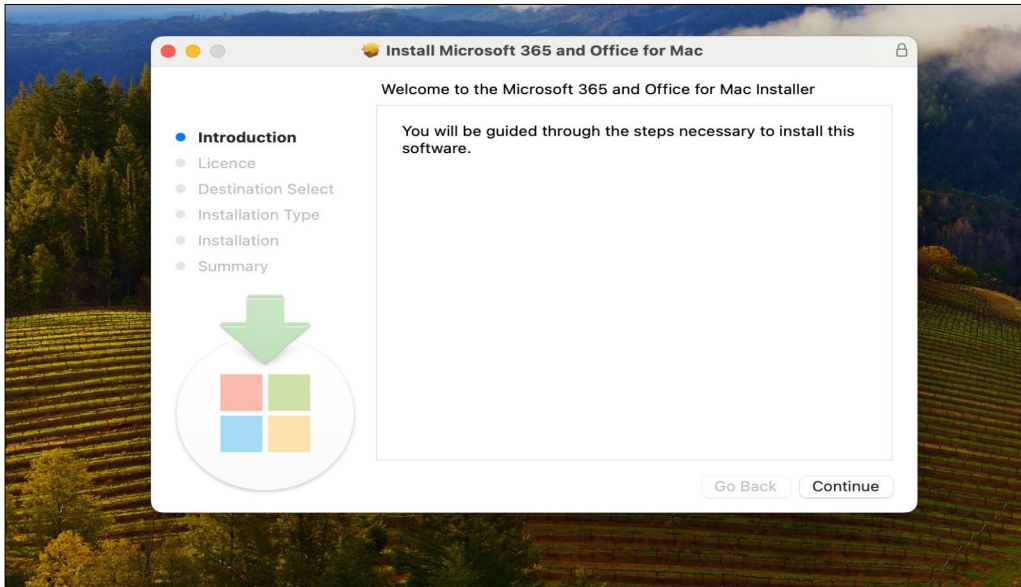 Install Microsoft 365 and Office for Mac
Welcome to the Microsoft 365 and Office for Mac Installer
Introduction
Licence
Destination Select
Installation Type
Installation
Summary
You will be guided through the steps necessary to install this
software.
Go Back
Continue